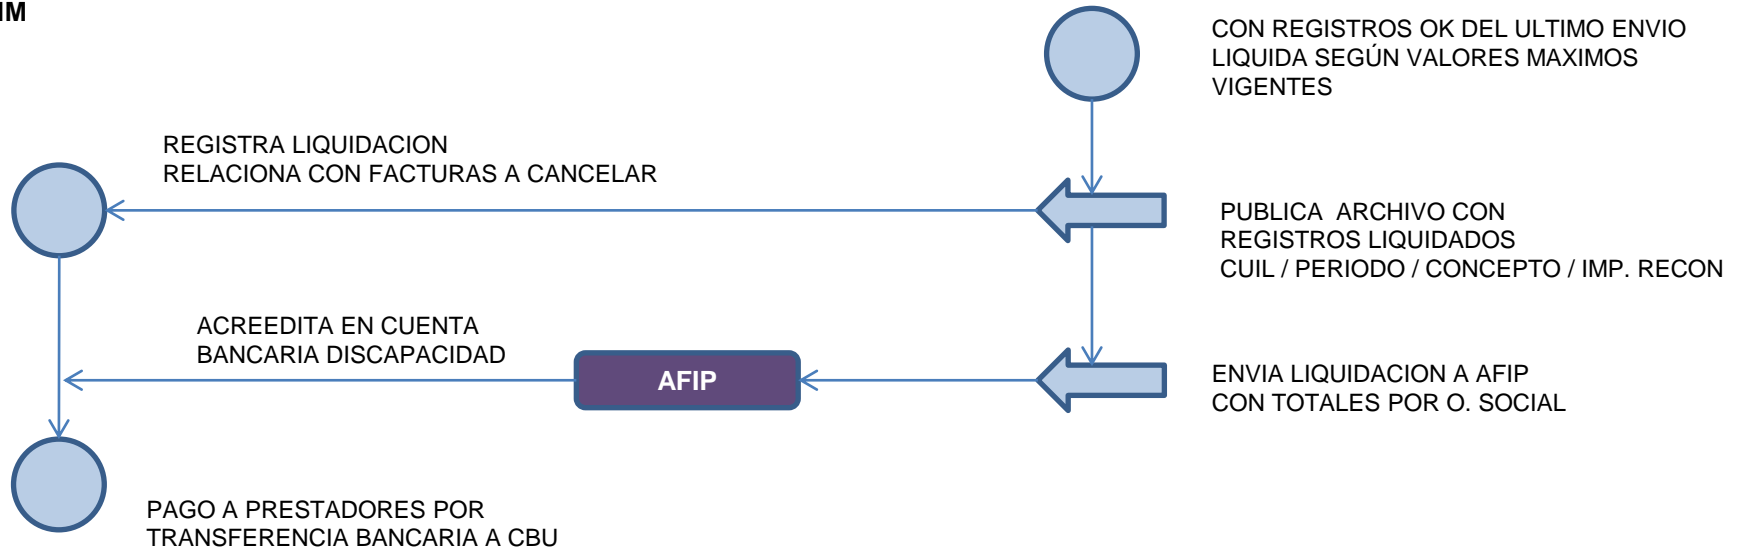 IM
CON REGISTROS OK DEL ULTIMO ENVIO
LIQUIDA SEGÚN VALORES MAXIMOS
VIGENTES
REGISTRA LIQUIDACION
RELACIONA CON FACTURAS A CANCELAR
PUBLICA ARCHIVO CON
REGISTROS LIQUIDADOS
CUIL / PERIODO / CONCEPTO / IMP. RECON
ACREEDITA EN CUENTA
BANCARIA DISCAPACIDAD
AFIP
ENVIA LIQUIDACION A AFIP
CON TOTALES POR O. SOCIAL
PAGO A PRESTADORES POR
TRANSFERENCIA BANCARIA A CBU